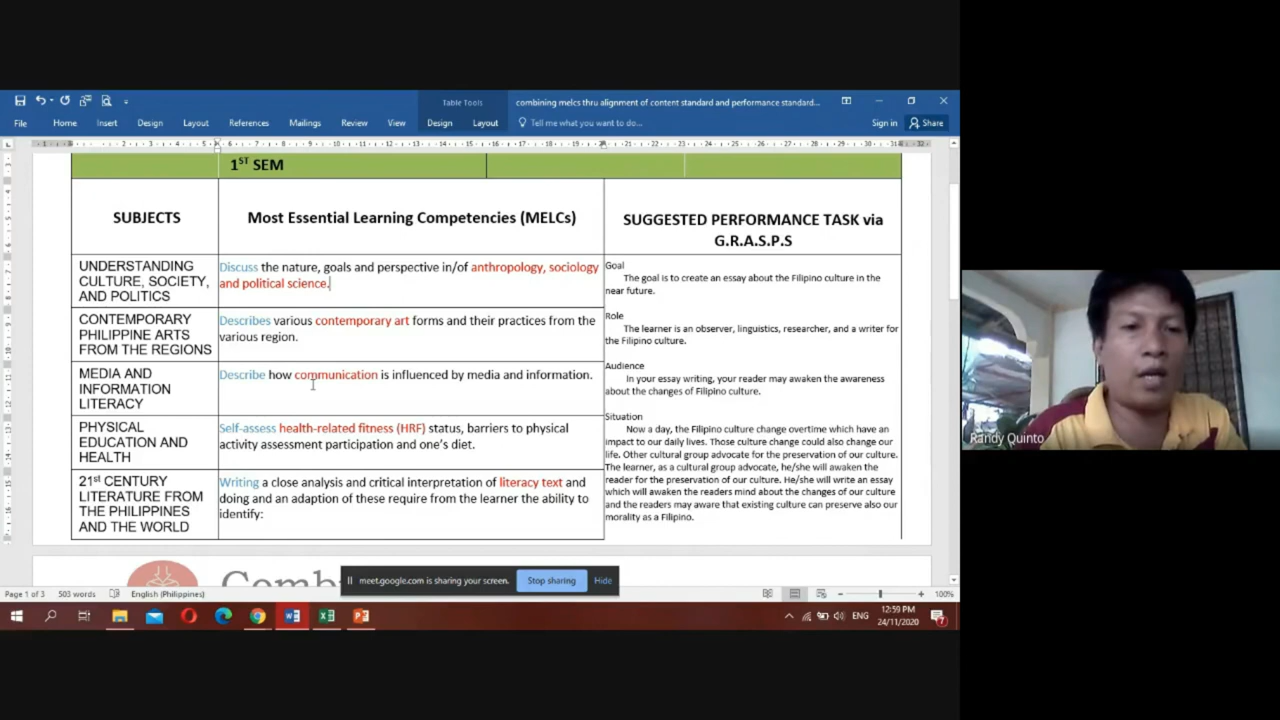 Table Tools
combining melcs thru alignment of content standard and performance standard...
File Home Insert Design Layout References Mailings Review View Design Layout Tell me what you want to do... Sign in Share
1ST SEM
SUBJECTS
Most Essential Learning Competencies (MELCs)
SUGGESTED PERFORMANCE TASK via
G.R.A.S.P.S
UNDERSTANDING
CULTURE, SOCIETY,
AND POLITICS
Discuss the nature, goals and perspective in/of anthropology, sociology
and political science.
CONTEMPORARY
PHILIPPINE ARTS
FROM THE REGIONS
Describes various contemporary art forms and their practices from the
various region.
MEDIA AND
INFORMATION
LITERACY
Describe how communication is influenced by media and information.
PHYSICAL
EDUCATION AND
HEALTH
Self-assess health-related fitness (HRF) status, barriers to physical
activity assessment participation and one's diet.
21st CENTURY
LITERATURE FROM
THE PHILIPPINES
AND THE WORLD
Writing a close analysis and critical interpretation of literacy text and
doing and an adaption of these require from the learner the ability to
identify:
Goal
The goal is to create an essay about the Filipino culture in the
near future.
Role
The learner is an observer, linguistics, researcher, and a writer for
the Filipino culture.
Audience
In your essay writing, your reader may awaken the awareness
about the changes of Filipino culture.
Situation
Now a day, the Filipino culture change overtime which have an
impact to our daily lives. Those culture change could also change our
life. Other cultural group advocate for the preservation of our culture.
The learner, as a cultural group advocate, he/she will awaken the
reader for the preservation of our culture. He/she will write an essay
which will awaken the readers mind about the changes of our culture
and the readers may aware that existing culture can preserve also our
morality as a Filipino.
Randy Quinto
meet.google.com is sharing your screen. Stop sharing Hide
Page 1 of 3 503 words English (Philippines) 100%
ENG
12:59 PM
24/11/2020